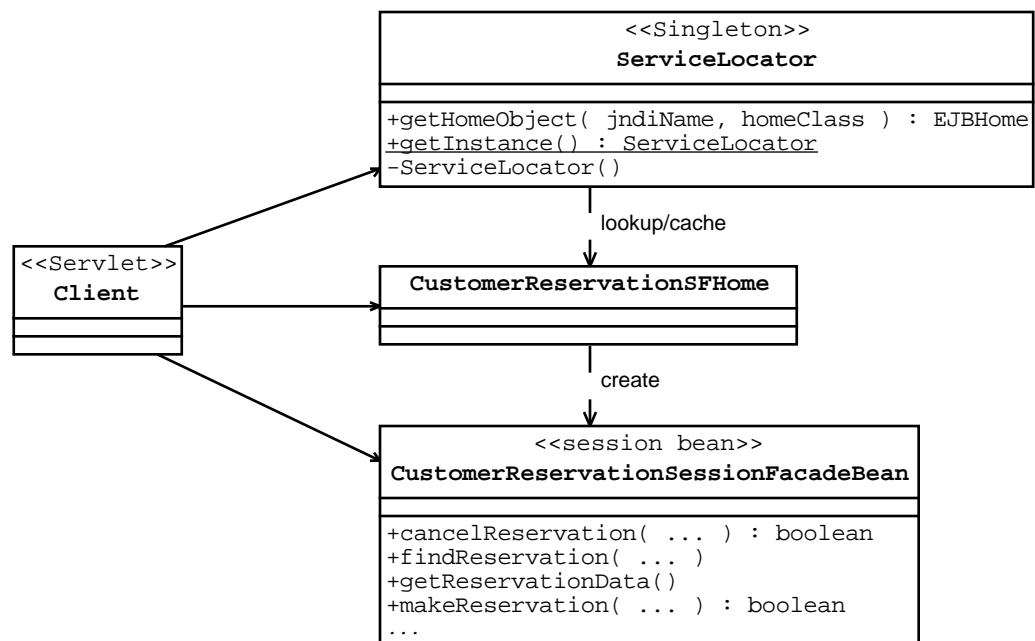 <<Singleton>>
ServiceLocator
+getHomeObject( jndiName, homeClass ) : EJBHome
+getInstance() : ServiceLocator
-ServiceLocator()
lookup/cache
<<Servlet>>
Client
CustomerReservationSFHome
create
<<session bean>>
CustomerReservationSessionFacadeBean
+cancelReservation( ... ) : boolean
+findReservation( ... )
+getReservationData()
+makeReservation( ... ) : boolean
...